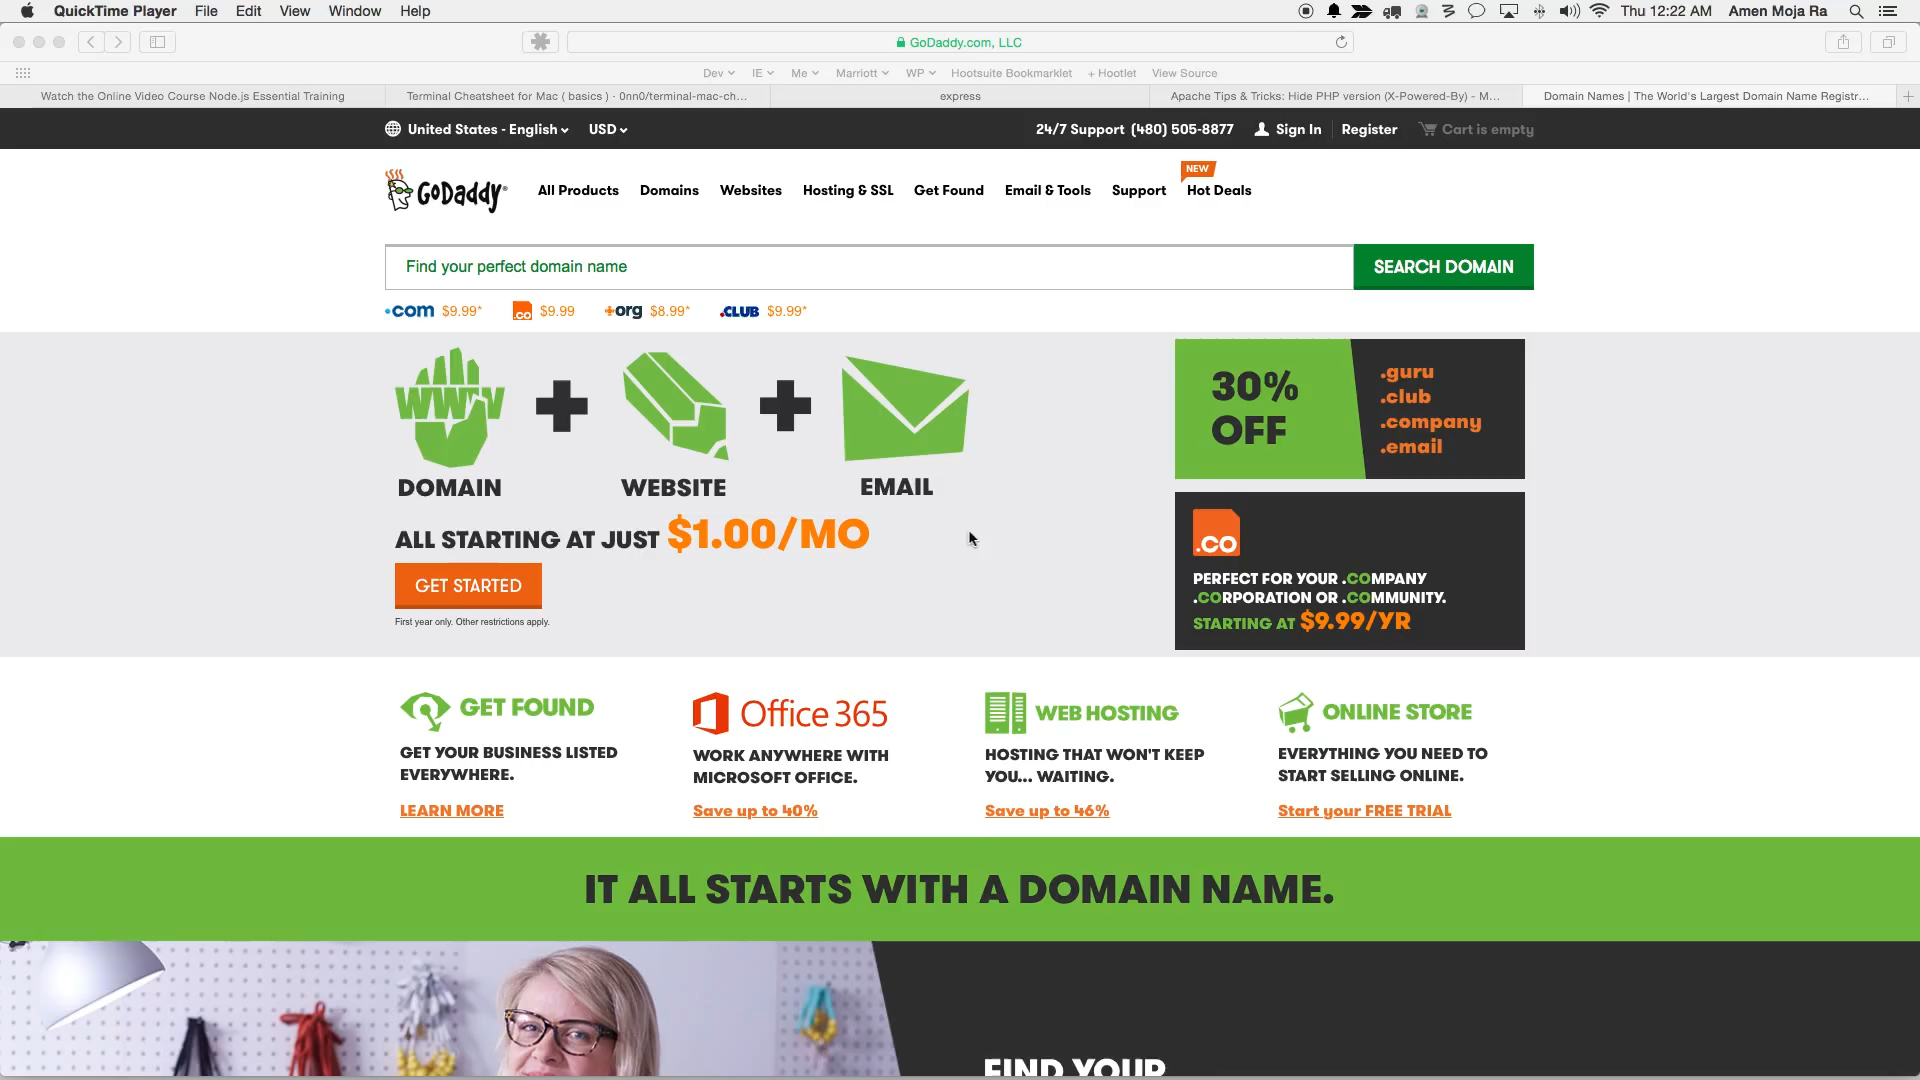 QuickTime Player File Edit View Window Help Thu 12:22 AM Amen Moja Ra
GoDaddy.com, LLC
Dev IE Me Marriott WP Hootsuite Bookmarklet + Hootlet View Source
Watch the Online Video Course Node.js Essential Training
Terminal Cheatsheet for Mac ( basics ) · 0nn0/terminal-mac-ch...
express
Apache Tips & Tricks: Hide PHP version (X-Powered-By) - M...
Domain Names | The World's Largest Domain Name Registr...
United States - English USD 24/7 Support (480) 505-8877 Sign In Register Cart is empty
NEW
GoDaddy All Products Domains Websites Hosting & SSL Get Found Email & Tools Support Hot Deals
Find your perfect domain name SEARCH DOMAIN
.com $9.99* .co $9.99 org $8.99* .CLUB $9.99*
WWW
DOMAIN WEBSITE EMAIL
ALL STARTING AT JUST $1.00/MO
GET STARTED
First year only. Other restrictions apply.
30%
OFF
.guru
.club
.company
.email
.co
PERFECT FOR YOUR .COMPANY
.CORPORATION OR .COMMUNITY.
STARTING AT $9.99/YR
GET FOUND
GET YOUR BUSINESS LISTED
EVERYWHERE.
LEARN MORE
Office 365
WORK ANYWHERE WITH
MICROSOFT OFFICE.
Save up to 40%
WEB HOSTING
HOSTING THAT WON'T KEEP
YOU... WAITING.
Save up to 46%
ONLINE STORE
EVERYTHING YOU NEED TO
START SELLING ONLINE.
Start your FREE TRIAL
IT ALL STARTS WITH A DOMAIN NAME.
FIND YOUR